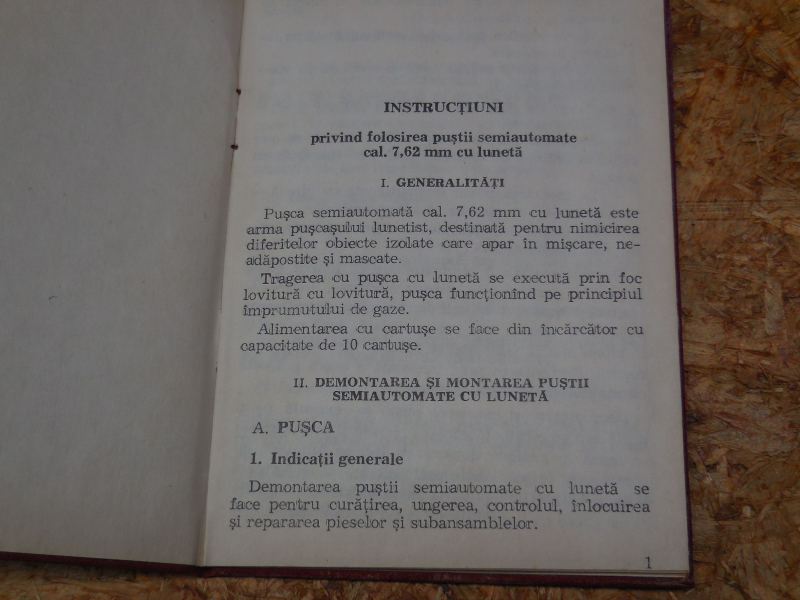 INSTRUCȚIUNI
privind folosirea puștii semiautomate
cal. 7,62 mm cu lunetă
I. GENERALITĂȚI
Pușca semiautomată cal. 7,62 mm cu lunetă este
arma pușcașului lunetist, destinată pentru nimicirea
diferitelor obiecte izolate care apar în mișcare, ne-
adăpostite și mascate.
Tragerea cu pușca cu lunetă se execută prin foc
lovitură cu lovitură, pușca funcționînd pe principiul
împrumutului de gaze.
Alimentarea cu cartușe se face din încărcător cu
capacitate de 10 cartușe.
II. DEMONTAREA ȘI MONTAREA PUȘTII
SEMIAUTOMATE CU LUNETĂ
A. PUȘCA
1. Indicații generale
Demontarea puștii semiautomate cu lunetă se
face pentru curățirea, ungerea, controlul, înlocuirea
și repararea pieselor și subansamblelor.
1